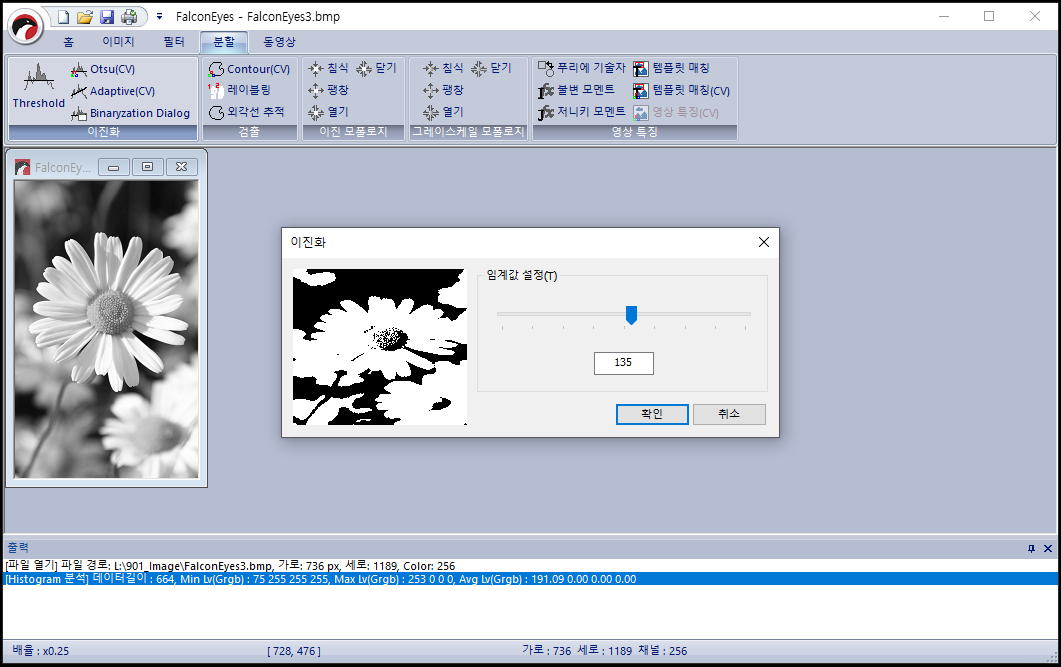 FalconEyes - FalconEyes3.bmp
홈 이미지 필터 분할 동영상
Threshold
Otsu(CV)
Adaptive(CV)
Binaryzation Dialog
이진화
Contour(CV)
레이블링
외각선 추적
검출
침식 닫기
팽창
열기
이진 모폴로지
침식 닫기
팽창
열기
그레이스케일 모폴로지
푸리에 기술자 템플릿 매칭
불변 모멘트 템플릿 매칭(CV)
저니키 모멘트 영상 특징(CV)
영상 특징
FalconEy...
이진화
임계값 설정(T)
135
확인 취소
출력
[파일 열기] 파일 경로: L:\901_Image\FalconEyes3.bmp, 가로: 736 px, 세로: 1189, Color: 256
[Histogram 분석] 데이터길이 : 664, Min Lv(Grgb) : 75 255 255 255, Max Lv(Grgb) : 253 0 0 0, Avg Lv(Grgb) : 191.09 0.00 0.00 0.00
배율 : x0.25 [ 728, 476 ] 가로 : 736 세로 : 1189 채널 : 256